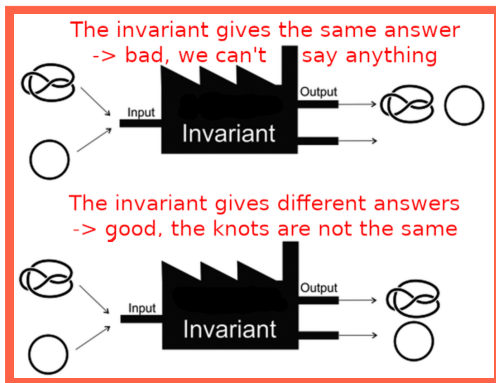 The invariant gives the same answer
-> bad, we can't say anything
Input
Output
Invariant
The invariant gives different answers
-> good, the knots are not the same
Input
Output
Invariant